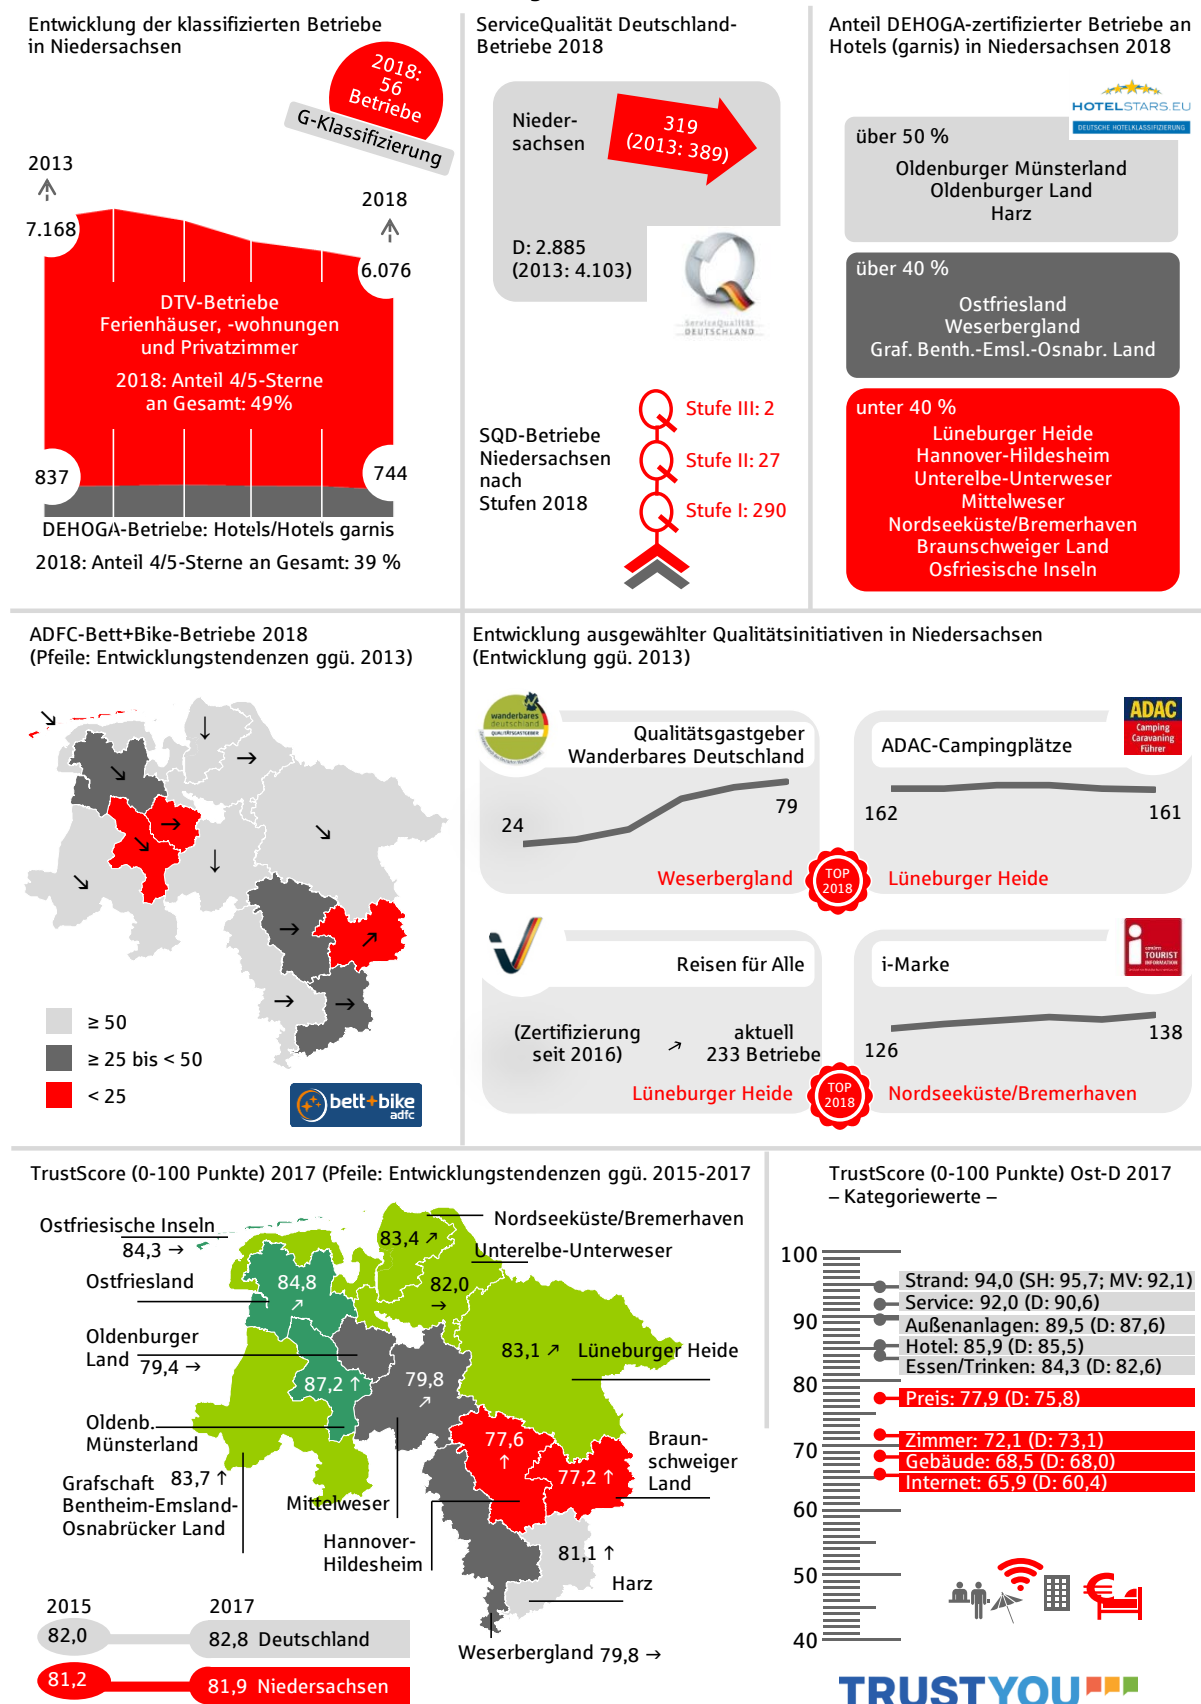 Entwicklung der klassifizierten Betriebe
in Niedersachsen
2018:
56
Betriebe
G-Klassifizierung
2013
7.168
2018
6.076
DTV-Betriebe
Ferienhäuser, -wohnungen
und Privatzimmer
2018: Anteil 4/5-Sterne
an Gesamt: 49%
837
744
DEHOGA-Betriebe: Hotels/Hotels garnis
2018: Anteil 4/5-Sterne an Gesamt: 39 %
ServiceQualität Deutschland-
Betriebe 2018
Nieder-
sachsen
319
(2013: 389)
D: 2.885
(2013: 4.103)
ServiceQualität
DEUTSCHLAND
SQD-Betriebe
Niedersachsen
nach
Stufen 2018
Stufe III: 2
Stufe II: 27
Stufe I: 290
Anteil DEHOGA-zertifizierter Betriebe an
Hotels (garnis) in Niedersachsen 2018
HOTELSTARS.EU
DEUTSCHE HOTELKLASSIFIZIERUNG
über 50 %
Oldenburger Münsterland
Oldenburger Land
Harz
über 40 %
Ostfriesland
Weserbergland
Graf. Benth.-Emsl.-Osnabr. Land
unter 40 %
Lüneburger Heide
Hannover-Hildesheim
Unterelbe-Unterweser
Mittelweser
Nordseeküste/Bremerhaven
Braunschweiger Land
Osfriesische Inseln
ADFC-Bett+Bike-Betriebe 2018
(Pfeile: Entwicklungstendenzen ggü. 2013)
≥ 50
≥ 25 bis < 50
< 25
bett+bike
adfc
Entwicklung ausgewählter Qualitätsinitiativen in Niedersachsen
(Entwicklung ggü. 2013)
wanderbares
deutschland
QUALITÄTSGASTGEBER
Qualitätsgastgeber
Wanderbares Deutschland
24
79
Weserbergland
TOP
2018
ADAC
Camping
Caravaning
Führer
ADAC-Campingplätze
162
161
Lüneburger Heide
Reisen für Alle
(Zertifizierung
seit 2016)
↗
aktuell
233 Betriebe
Lüneburger Heide
TOP
2018
i
TOURIST
INFORMATION
i-Marke
126
138
Nordseeküste/Bremerhaven
TrustScore (0-100 Punkte) 2017 (Pfeile: Entwicklungstendenzen ggü. 2015-2017
Ostfriesische Inseln
84,3 →
Nordseeküste/Bremerhaven
83,4 ↗
Unterelbe-Unterweser
82,0
→
Ostfriesland
84,8
↗
Oldenburger
Land 79,4 →
83,1 ↗ Lüneburger Heide
87,2 ↑
79,8
↗
Oldenb.
Münsterland
77,6
↑
Braun-
schweiger
Land
77,2 ↑
Grafschaft 83,7 ↑
Bentheim-Emsland-
Osnabrücker Land
Mittelweser
Hannover-
Hildesheim
81,1 ↑
Harz
Weserbergland 79,8 →
2015
2017
82,0
82,8 Deutschland
81,2
81,9 Niedersachsen
TrustScore (0-100 Punkte) Ost-D 2017
– Kategoriewerte –
100
Strand: 94,0 (SH: 95,7; MV: 92,1)
Service: 92,0 (D: 90,6)
90
Außenanlagen: 89,5 (D: 87,6)
Hotel: 85,9 (D: 85,5)
Essen/Trinken: 84,3 (D: 82,6)
80
Preis: 77,9 (D: 75,8)
Zimmer: 72,1 (D: 73,1)
70
Gebäude: 68,5 (D: 68,0)
Internet: 65,9 (D: 60,4)
60
50
40
TRUSTYOU